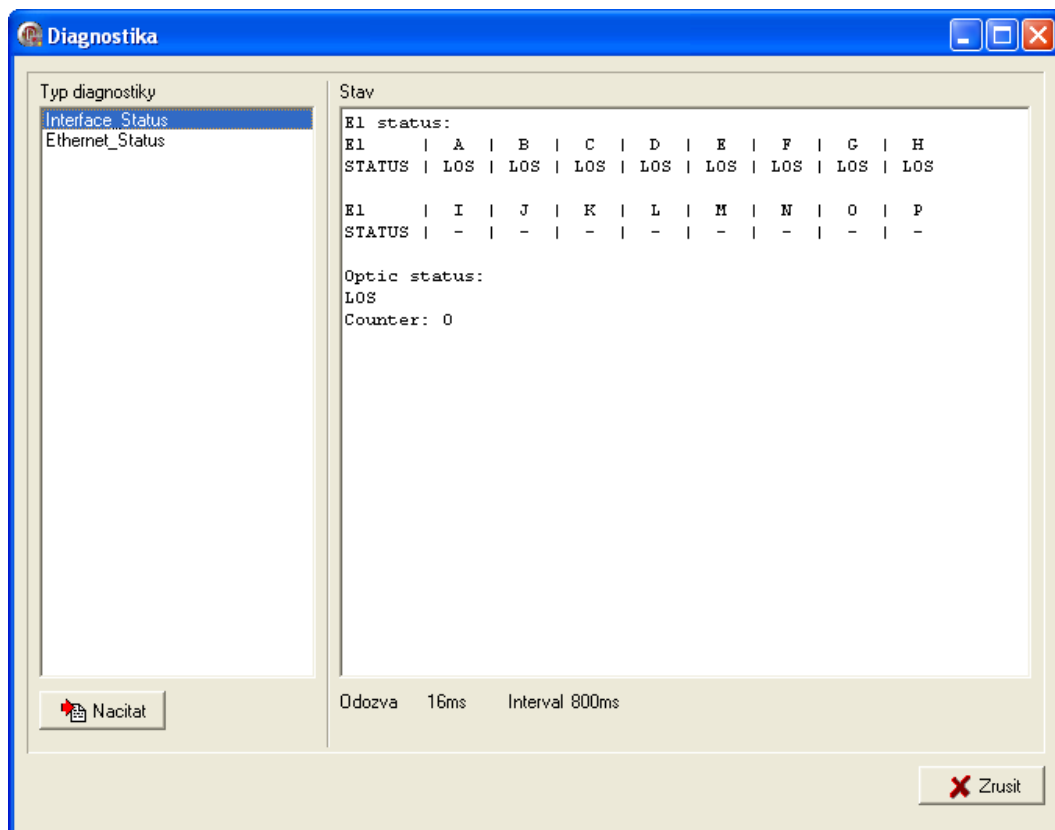 Diagnostika
Typ diagnostiky
Interface_Status
Ethernet_Status
Nacitat
Stav
E1 status:
E1      |  A  |  B  |  C  |  D  |  E  |  F  |  G  |  H
STATUS | LOS | LOS | LOS | LOS | LOS | LOS | LOS | LOS
E1      |  I  |  J  |  K  |  L  |  M  |  N  |  O  |  P
STATUS |  -  |  -  |  -  |  -  |  -  |  -  |  -  |  -
Optic status:
LOS
Counter: 0
Odozva 16ms Interval 800ms
Zrusit